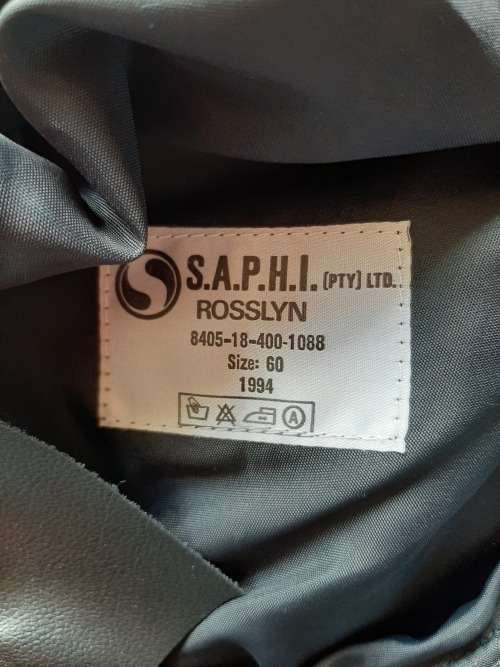 S.A.P.H.I. (PTY) LTD.
ROSSLYN
8405-18-400-1088
Size: 60
1994
A